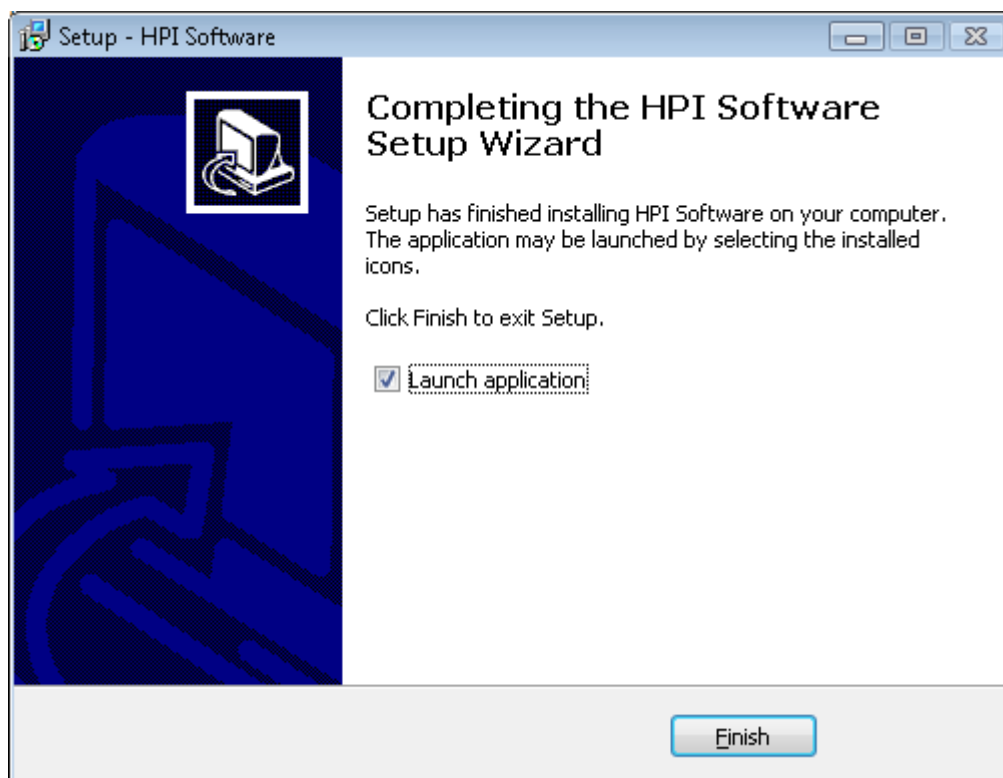 Setup - HPI Software
Completing the HPI Software
Setup Wizard
Setup has finished installing HPI Software on your computer.
The application may be launched by selecting the installed
icons.
Click Finish to exit Setup.
Launch application
Finish